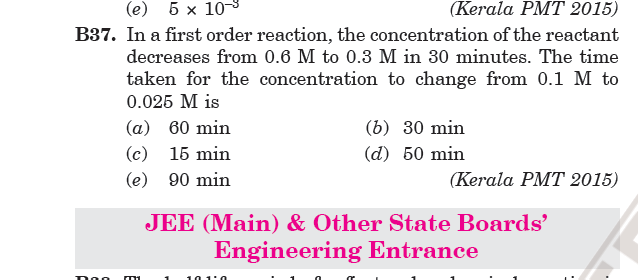 (e) 5 × 10⁻³ (Kerala PMT 2015)
B37. In a first order reaction, the concentration of the reactant
decreases from 0.6 M to 0.3 M in 30 minutes. The time
taken for the concentration to change from 0.1 M to
0.025 M is
(a) 60 min (b) 30 min
(c) 15 min (d) 50 min
(e) 90 min (Kerala PMT 2015)
JEE (Main) & Other State Boards'
Engineering Entrance